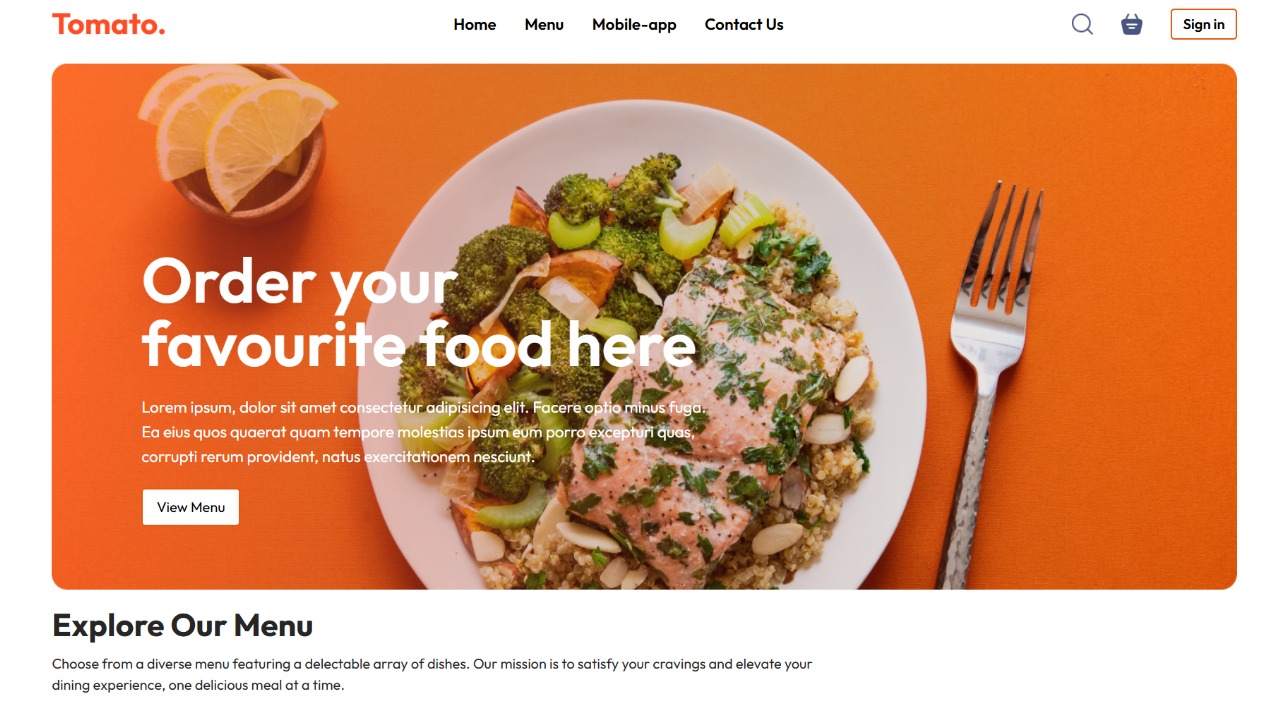 Tomato.
Home Menu Mobile-app Contact Us
Sign in
Order your
favourite food here
Lorem ipsum, dolor sit amet consectetur adipisicing elit. Facere optio minus fuga.
Ea eius quos quaerat quam tempore molestias ipsum eum porro excepturi quas,
corrupti rerum provident, natus exercitationem nesciunt.
View Menu
Explore Our Menu
Choose from a diverse menu featuring a delectable array of dishes. Our mission is to satisfy your cravings and elevate your
dining experience, one delicious meal at a time.